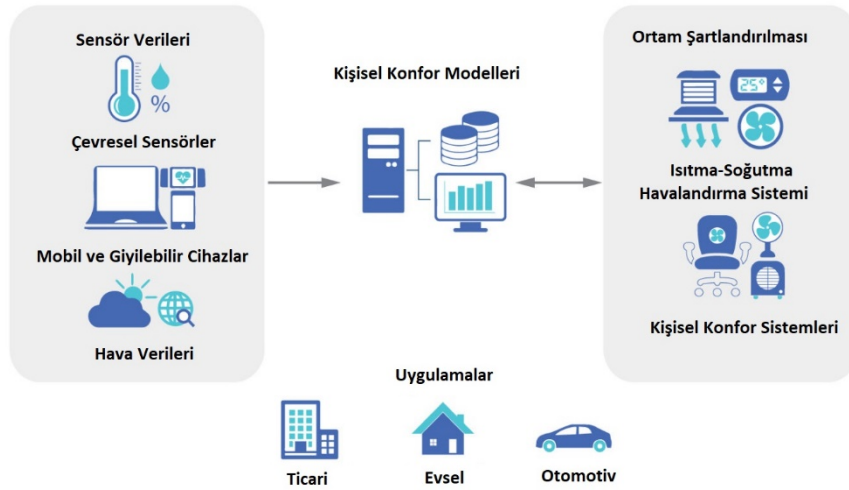 Sensör Verileri
%
Çevresel Sensörler
Mobil ve Giyilebilir Cihazlar
Hava Verileri
Kişisel Konfor Modelleri
Ortam Şartlandırılması
25°
Isıtma-Soğutma
Havalandırma Sistemi
Kişisel Konfor Sistemleri
Uygulamalar
Ticari
Evsel
Otomotiv